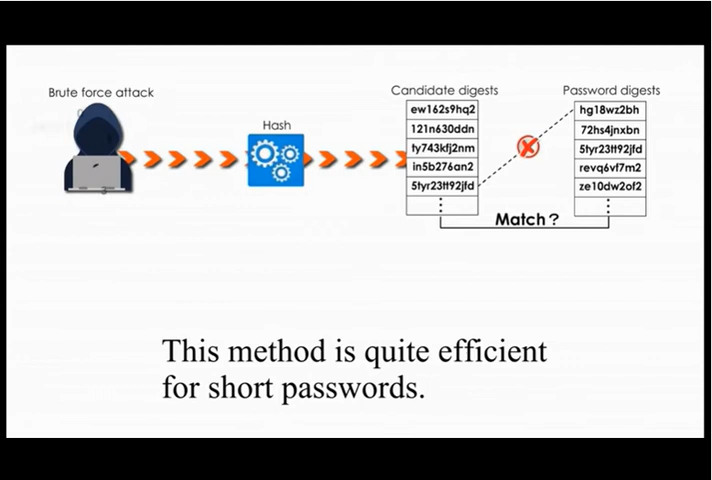 Brute force attack
Hash
Candidate digests
ew162s9hq2
121n630ddn
ty743kfj2nm
in5b276an2
5tyr23tt92jfd
Password digests
hg18wz2bh
72hs4jnxbn
5tyr23tt92jfd
revq6vf7m2
ze10dw2of2
Match ?
This method is quite efficient
for short passwords.